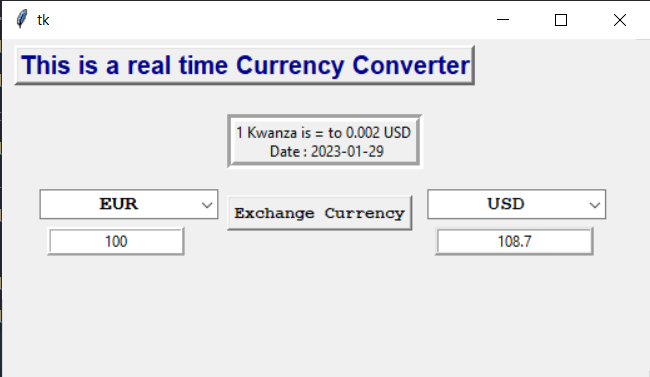 tk
This is a real time Currency Converter
1 Kwanza is = to 0.002 USD
Date : 2023-01-29
EUR
Exchange Currency
USD
100
108.7